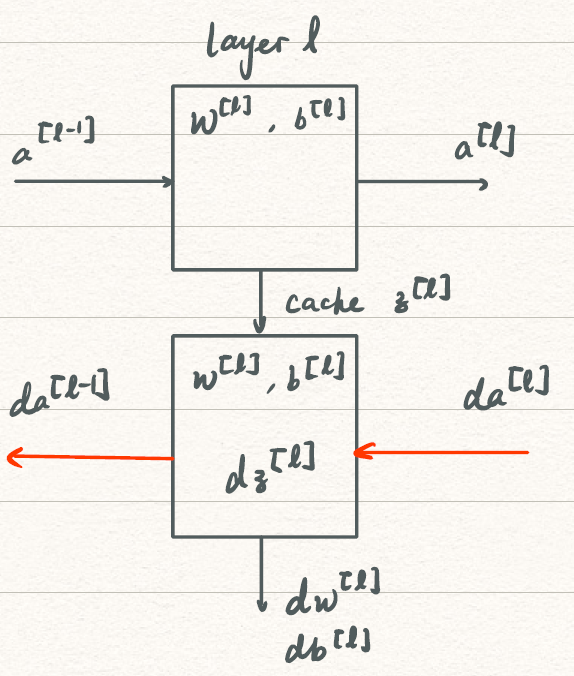 layer l
W^[l], b^[l]
a^[l-1]
a^[l]
cache z^[l]
w^[l], b^[l]
da^[l-1]
da^[l]
dz^[l]
dw^[l]
db^[l]